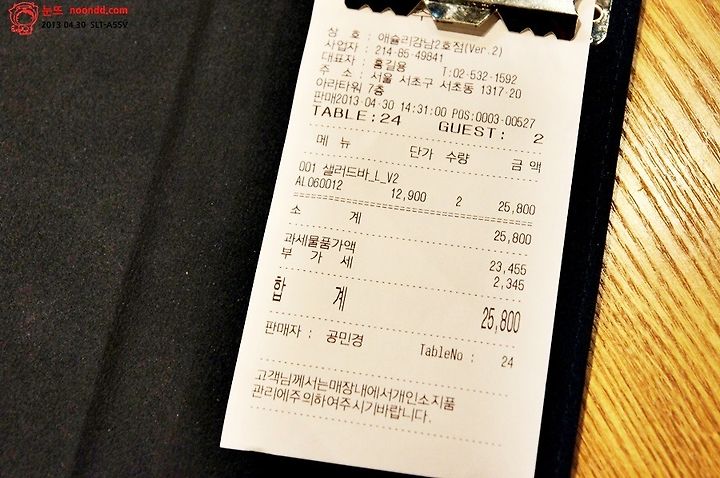 눈뜨 noondd.com
2013 04.30 SLT-A55V
상 호 : 애슐리강남2호점(Ver.2)
사업자 : 214-85-49841
대표자 : 홍길용 T:02-532-1592
주 소 : 서울 서초구 서초동 1317-20
아라타워 7층
판매2013-04-30 14:31:00 POS:0003-00527
TABLE:24 GUEST: 2
메 뉴 단가 수량 금 액
001 샐러드바_L_V2
AL060012 12,900 2 25,800
소 계 25,800
과세물품가액 23,455
부 가 세 2,345
합 계 25,800
판매자 : 공민경 TableNo : 24
고객님께서는매장내에서개인소지품
관리에주의하여주시기바랍니다.